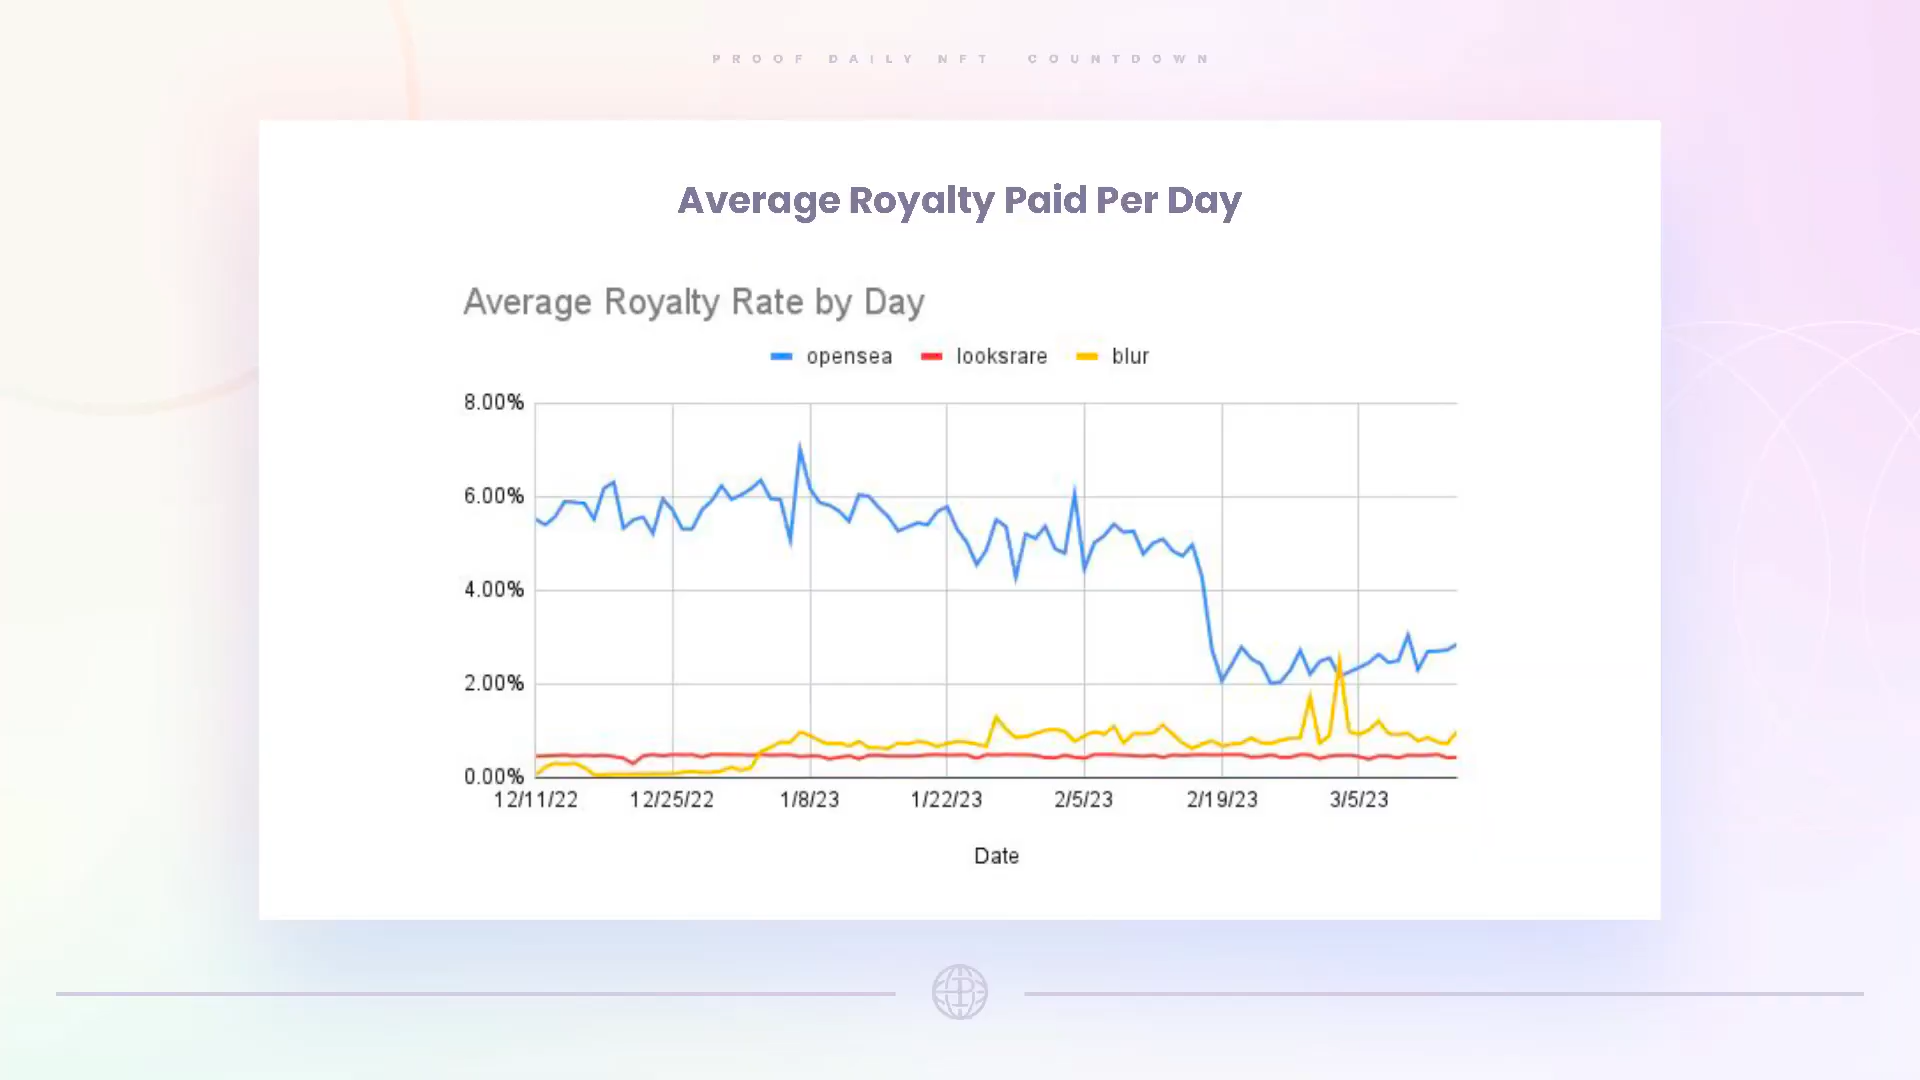 PROOF DAILY NFT COUNTDOWN
Average Royalty Paid Per Day
Average Royalty Rate by Day
opensea looksrare blur
8.00%
6.00%
4.00%
2.00%
0.00%
12/11/22 12/25/22 1/8/23 1/22/23 2/5/23 2/19/23 3/5/23
Date